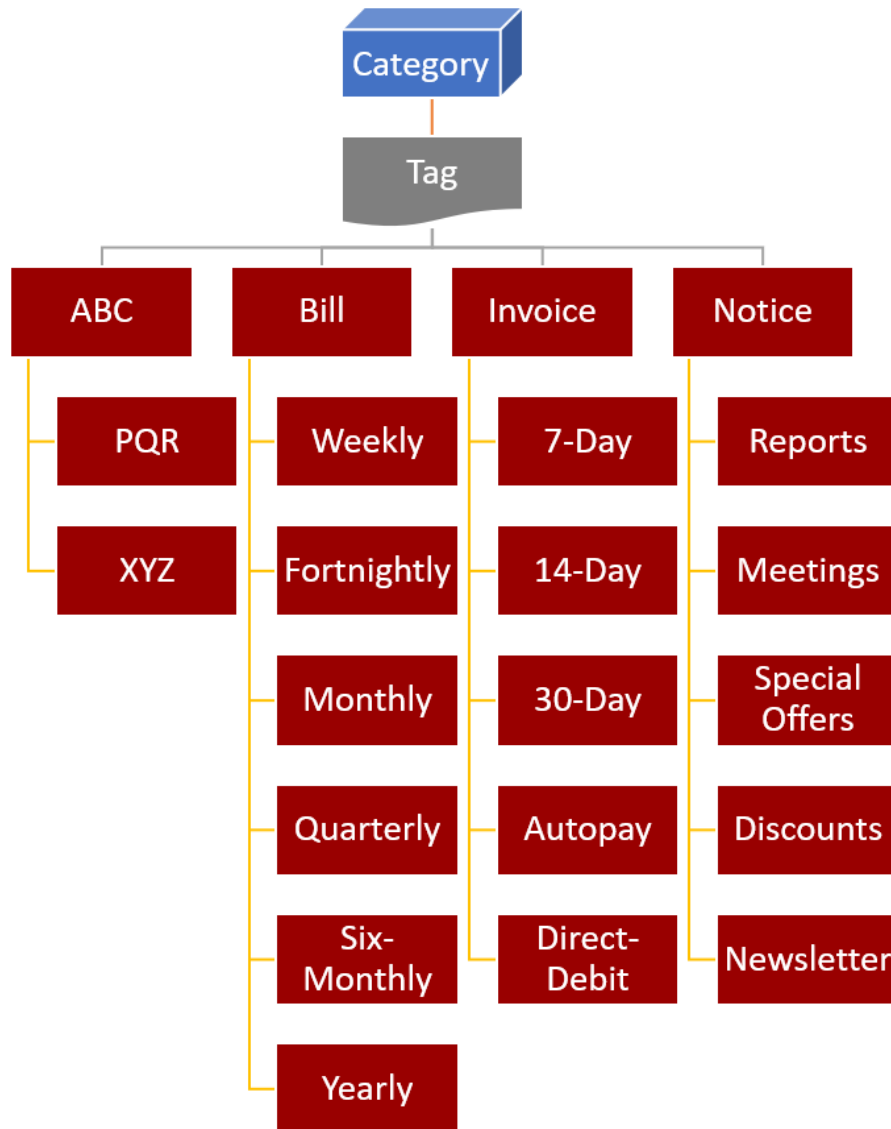 Category
Tag
ABC
Bill
Invoice
Notice
PQR
Weekly
7-Day
Reports
XYZ
Fortnightly
14-Day
Meetings
Monthly
30-Day
Special
Offers
Quarterly
Autopay
Discounts
Six-
Monthly
Direct-
Debit
Newsletter
Yearly